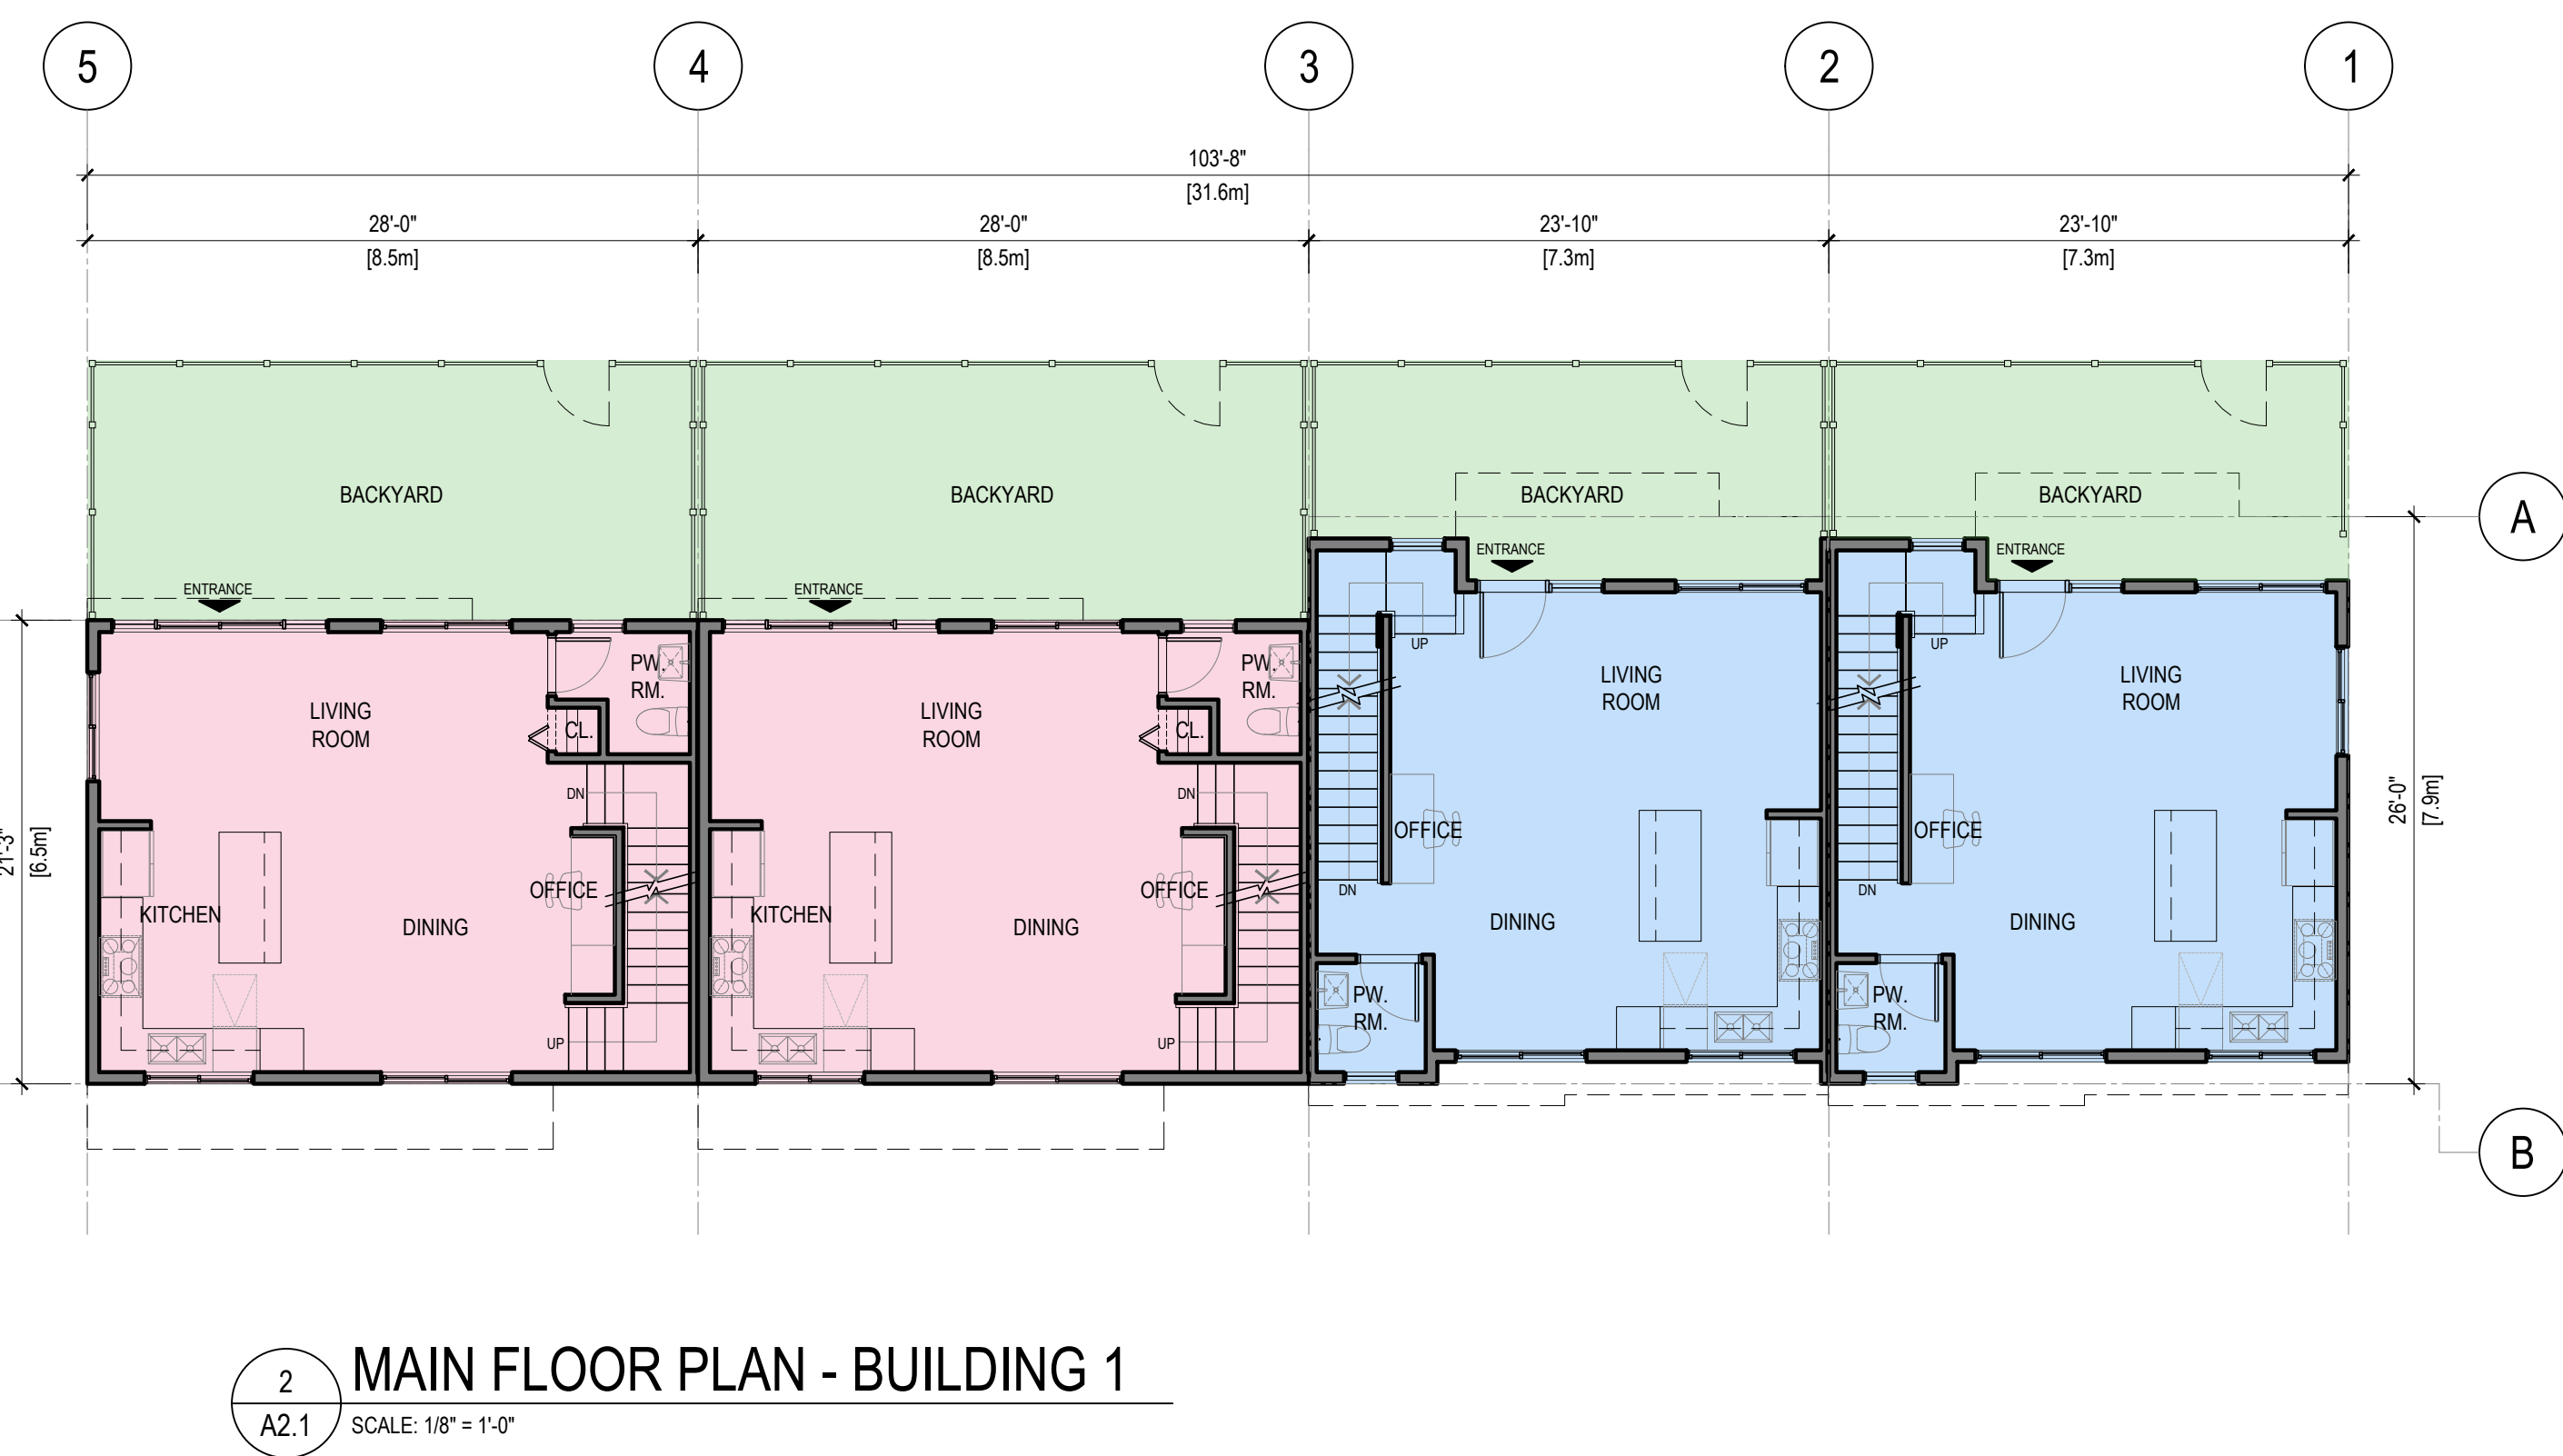 5
4
3
2
1
103'-8"
[31.6m]
28'-0"
28'-0"
23'-10"
23'-10"
[8.5m]
[8.5m]
[7.3m]
[7.3m]
BACKYARD
BACKYARD
BACKYARD
BACKYARD
A
ENTRANCE
ENTRANCE
ENTRANCE
ENTRANCE
PW.
RM.
LIVING
ROOM
CL.
DN
OFFICE
KITCHEN
DINING
UP
PW.
RM.
LIVING
ROOM
CL.
DN
OFFICE
KITCHEN
DINING
UP
UP
LIVING
ROOM
OFFICE
DN
DINING
PW.
RM.
UP
LIVING
ROOM
OFFICE
DN
DINING
PW.
RM.
21'-3"
[6.5m]
26'-0"
[7.9m]
B
2
A2.1
MAIN FLOOR PLAN - BUILDING 1
SCALE: 1/8" = 1'-0"